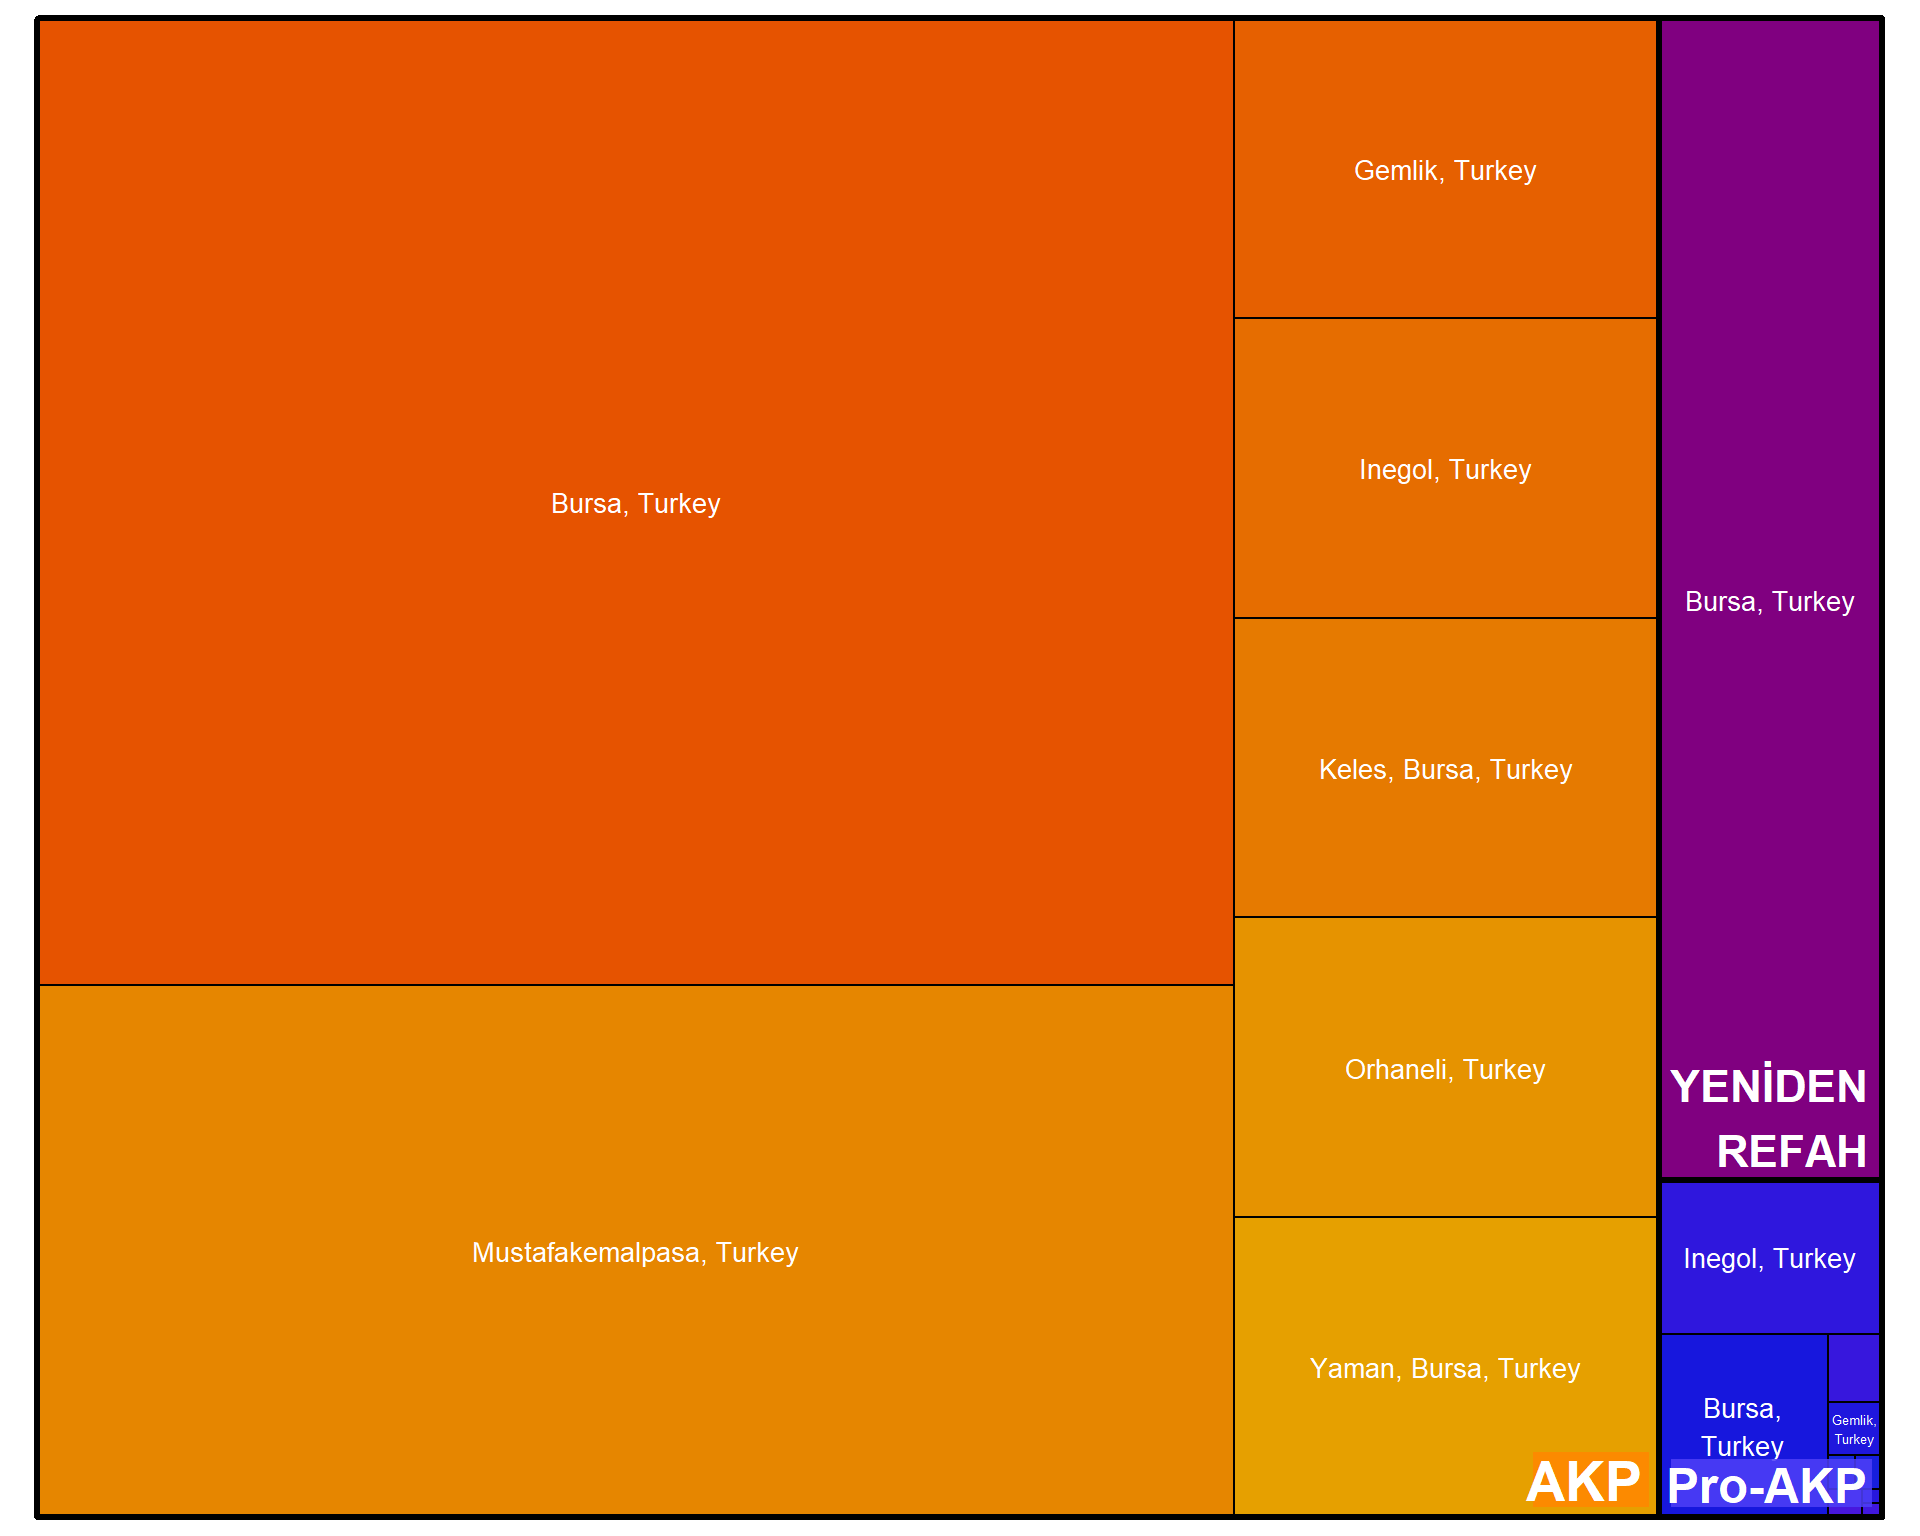 Bursa, Turkey
Mustafakemalpasa, Turkey
Gemlik, Turkey
Inegol, Turkey
Keles, Bursa, Turkey
Orhaneli, Turkey
Yaman, Bursa, Turkey
AKP
Bursa, Turkey
YENİDEN
REFAH
Inegol, Turkey
Bursa,
Turkey
Gemlik,
Turkey
Pro-AKP